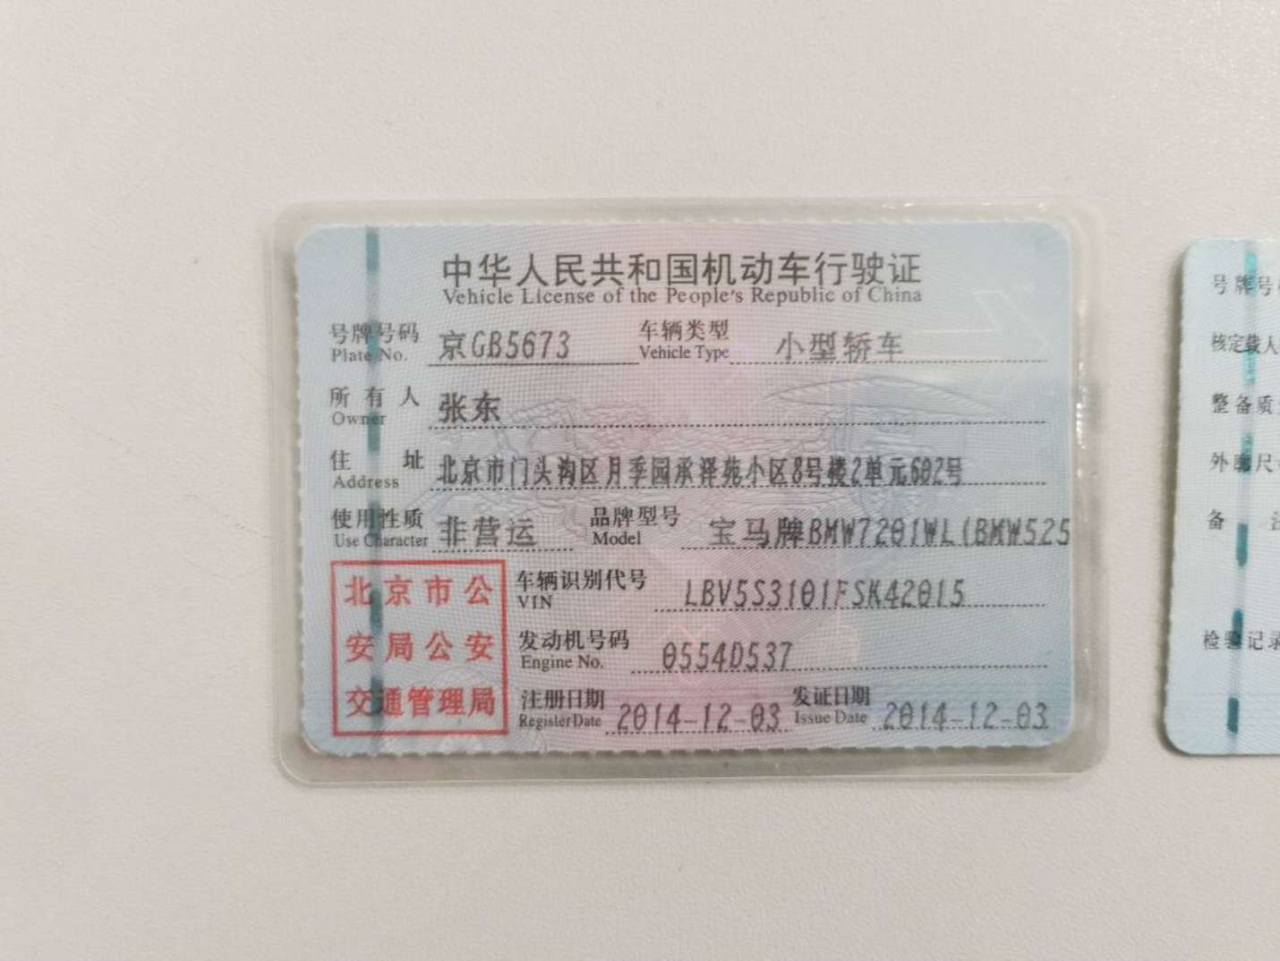 中华人民共和国机动车行驶证
Vehicle License of the People's Republic of China
号牌号码 京GB5673 车辆类型 小型轿车
Plate No. Vehicle Type
所有人 张东
Owner
住址 北京市门头沟区月季园承泽苑小区8号楼2单元602号
Address
使用性质 非营运 品牌型号 宝马牌BMW7201WL(BMW525
Use Character Model
北京市公
安局公安
交通管理局
车辆识别代号 LBV5S3101FSK42015
VIN
发动机号码 0554D537
Engine No.
注册日期 2014-12-03 发证日期 2014-12-03
Register Date Issue Date
号牌号
核定载人
整备质
外廓尺
备
检验记录